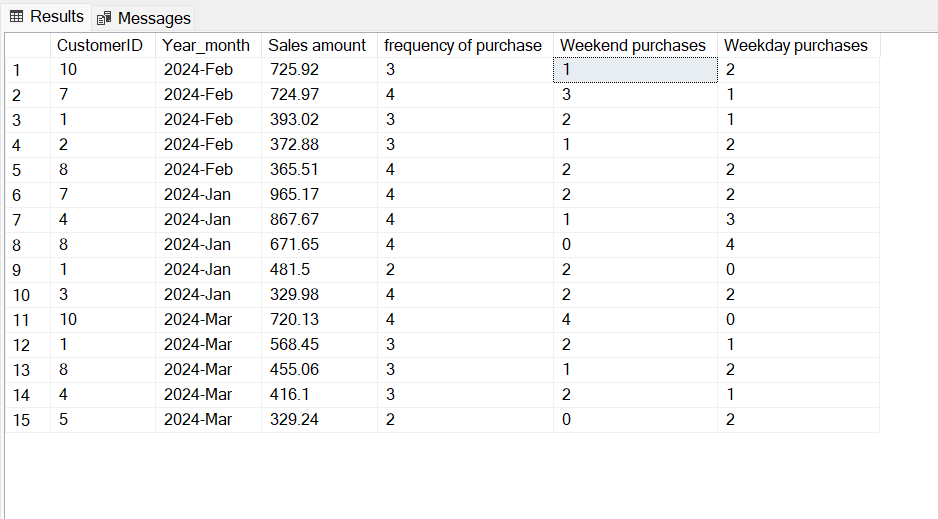 Results Messages
CustomerID Year_month Sales amount frequency of purchase Weekend purchases Weekday purchases
1 10 2024-Feb 725.92 3 1 2
2 7 2024-Feb 724.97 4 3 1
3 1 2024-Feb 393.02 3 2 1
4 2 2024-Feb 372.88 3 1 2
5 8 2024-Feb 365.51 4 2 2
6 7 2024-Jan 965.17 4 2 2
7 4 2024-Jan 867.67 4 1 3
8 8 2024-Jan 671.65 4 0 4
9 1 2024-Jan 481.5 2 2 0
10 3 2024-Jan 329.98 4 2 2
11 10 2024-Mar 720.13 4 4 0
12 1 2024-Mar 568.45 3 2 1
13 8 2024-Mar 455.06 3 1 2
14 4 2024-Mar 416.1 3 2 1
15 5 2024-Mar 329.24 2 0 2